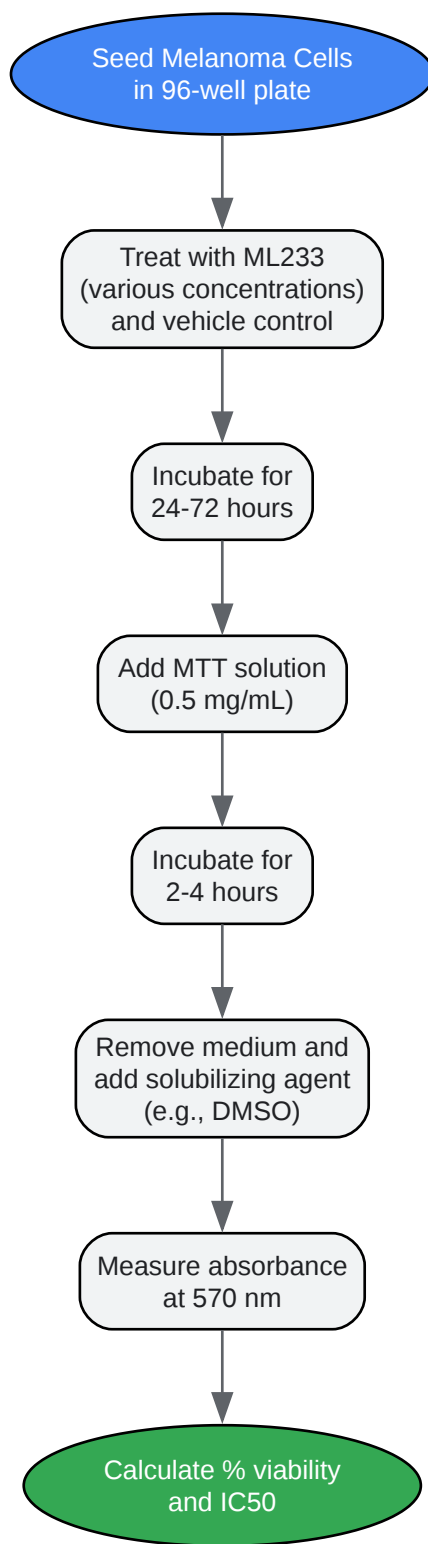 Seed Melanoma Cells
in 96-well plate
Treat with ML233
(various concentrations)
and vehicle control
Incubate for
24-72 hours
Add MTT solution
(0.5 mg/mL)
Incubate for
2-4 hours
Remove medium and
add solubilizing agent
(e.g., DMSO)
Measure absorbance
at 570 nm
Calculate % viability
and IC50